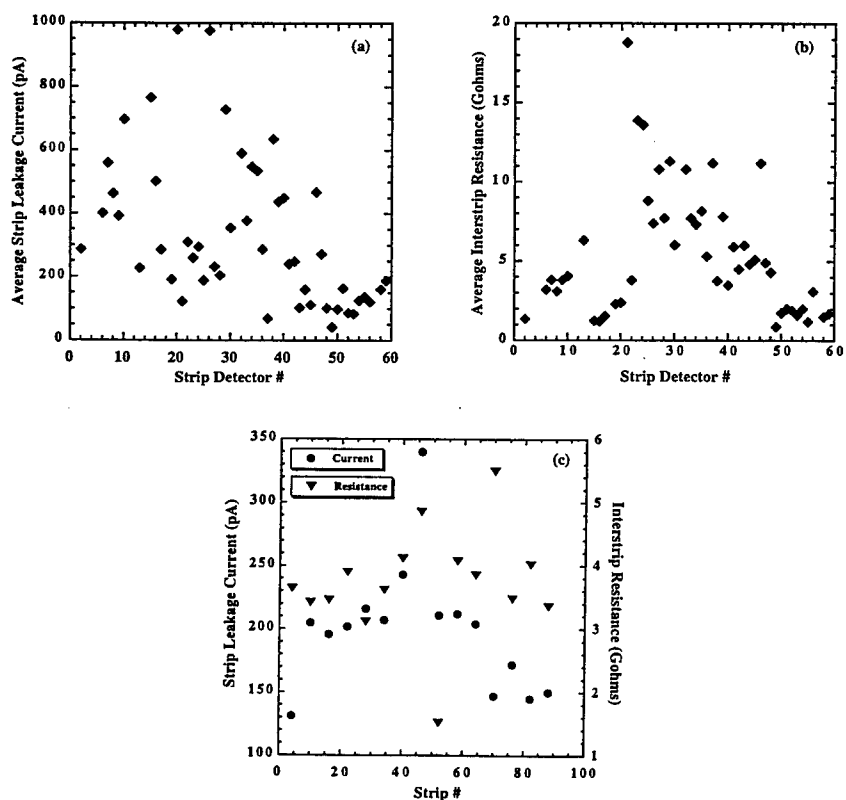 1000
800
600
400
200
0
0 10 20 30 40 50 60
Average Strip Leakage Current (pA)
Strip Detector #
(a)
20
15
10
5
0
0 10 20 30 40 50 60
Average Interstrip Resistance (Gohms)
Strip Detector #
(b)
350
300
250
200
150
100
0 20 40 60 80 100
6
5
4
3
2
1
Strip Leakage Current (pA)
Interstrip Resistance (Gohms)
Strip #
Current
Resistance
(c)